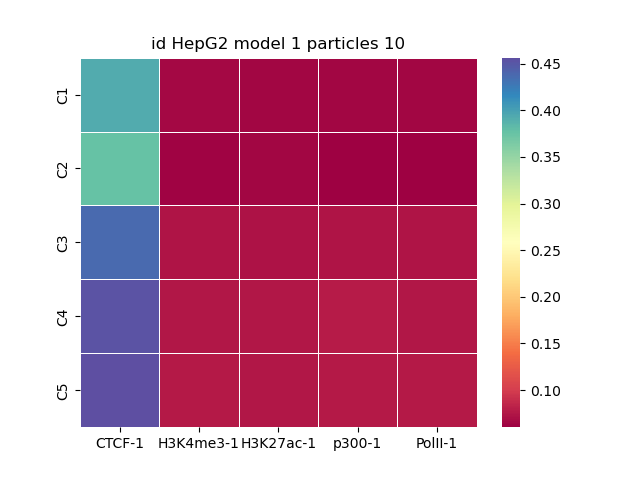 id HepG2 model 1 particles 10
C1
C2
C3
C4
C5
CTCF-1 H3K4me3-1 H3K27ac-1 p300-1 PolII-1
0.45
0.40
0.35
0.30
0.25
0.20
0.15
0.10